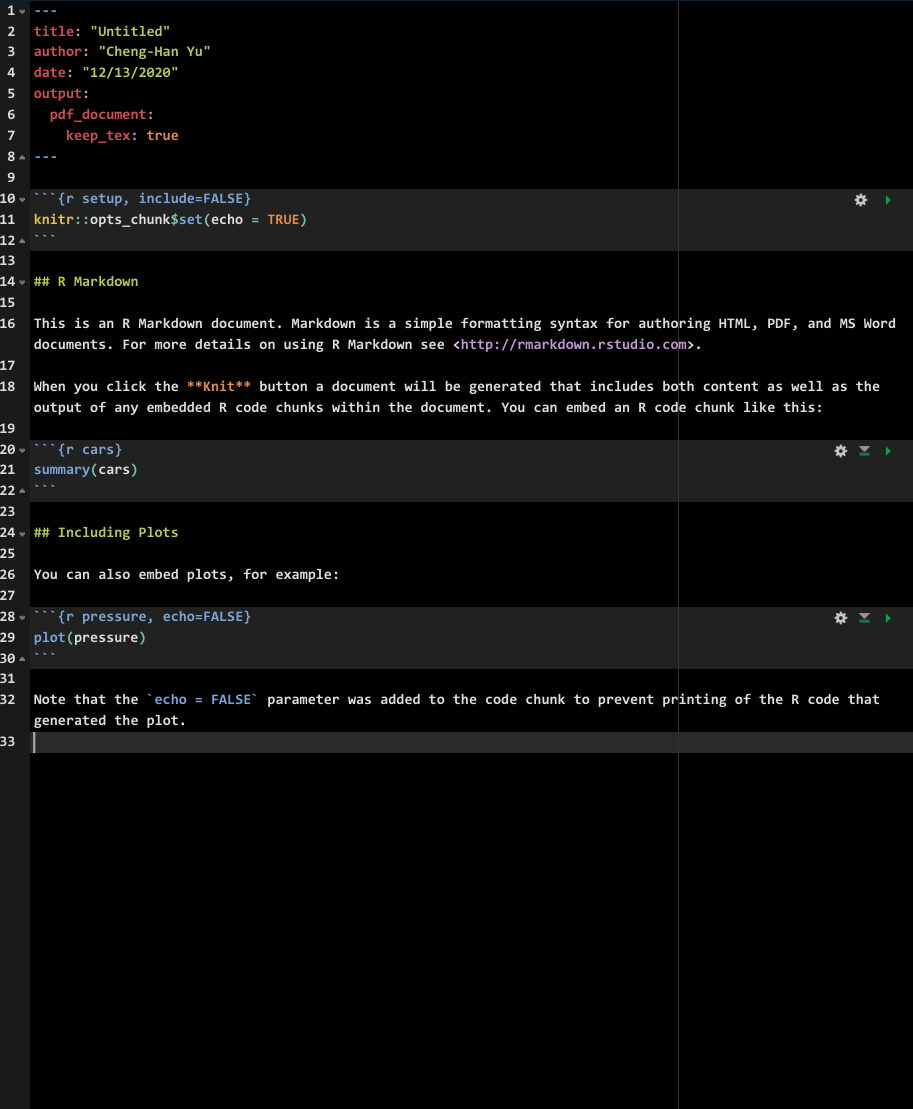 1 ---
2 title: "Untitled"
3 author: "Cheng-Han Yu"
4 date: "12/13/2020"
5 output:
6   pdf_document:
7     keep_tex: true
8 ---
9
10 ```{r setup, include=FALSE}
11 knitr::opts_chunk$set(echo = TRUE)
12 ```
13
14 ## R Markdown
15
16 This is an R Markdown document. Markdown is a simple formatting syntax for authoring HTML, PDF, and MS Word
documents. For more details on using R Markdown see <http://rmarkdown.rstudio.com>.
17
18 When you click the **Knit** button a document will be generated that includes both content as well as the
output of any embedded R code chunks within the document. You can embed an R code chunk like this:
19
20 ```{r cars}
21 summary(cars)
22 ```
23
24 ## Including Plots
25
26 You can also embed plots, for example:
27
28 ```{r pressure, echo=FALSE}
29 plot(pressure)
30 ```
31
32 Note that the `echo = FALSE` parameter was added to the code chunk to prevent printing of the R code that
generated the plot.
33